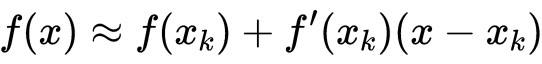 f(x) ≈ f(x_k) + f′(x_k)(x − x_k)